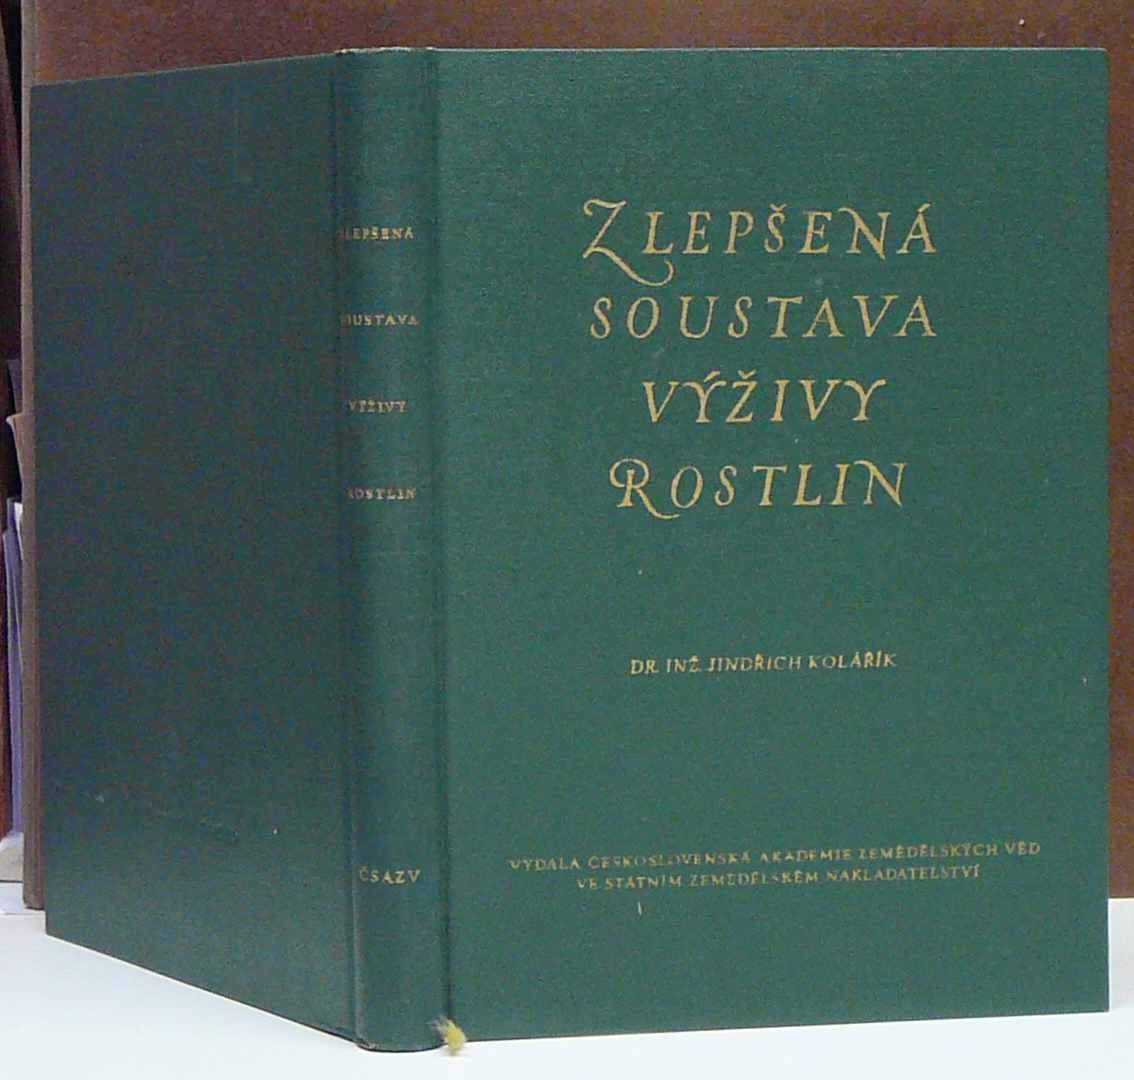 ZLEPŠENÁ
SOUSTAVA
VÝŽIVY
ROSTLIN
ČSAZV
ZLEPŠENÁ
SOUSTAVA
VÝŽIVY
ROSTLIN
DR. INŽ. JINDŘICH KOLÁŘÍK
VYDALA ČESKOSLOVENSKÁ AKADEMIE ZEMĚDĚLSKÝCH VĚD
VE STÁTNÍM ZEMĚDĚLSKÉM NAKLADATELSTVÍ